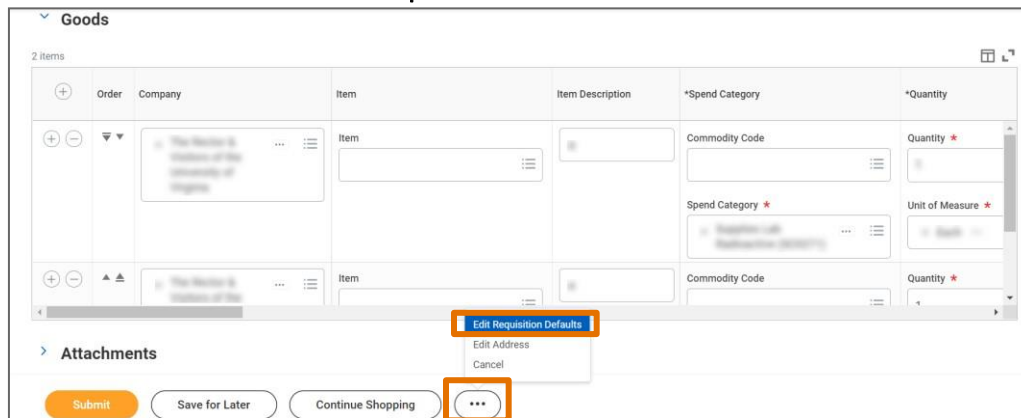 Goods
2 items
Order Company Item Item Description *Spend Category *Quantity
Item Commodity Code Quantity *
Spend Category * Unit of Measure *
Item Commodity Code Quantity *
Edit Requisition Defaults
Edit Address
Cancel
Attachments
Submit Save for Later Continue Shopping ...